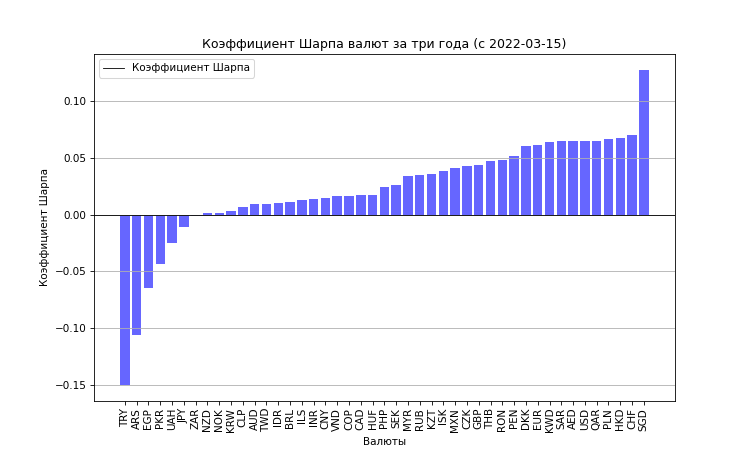 Коэффициент Шарпа валют за три года (с 2022-03-15)
Коэффициент Шарпа
Коэффициент Шарпа
0.10
0.05
0.00
−0.05
−0.10
−0.15
TRY
ARS
EGP
PKR
UAH
JPY
ZAR
NZD
NOK
KRW
CLP
AUD
TWD
IDR
BRL
ILS
INR
CNY
VND
COP
CAD
HUF
PHP
SEK
MYR
RUB
KZT
ISK
MXN
CZK
GBP
THB
RON
PEN
DKK
EUR
KWD
SAR
AED
USD
QAR
PLN
HKD
CHF
SGD
Валюты